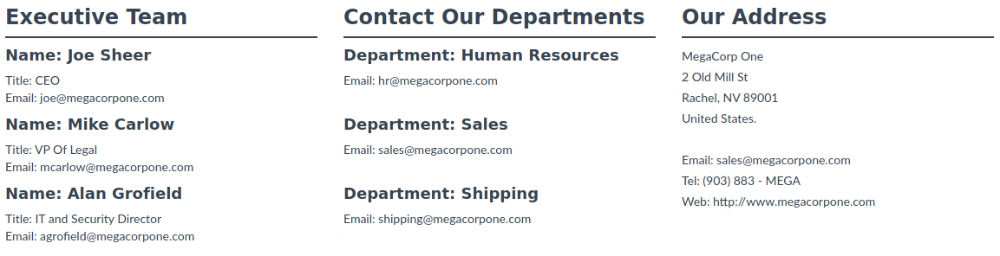 Executive Team
Name: Joe Sheer
Title: CEO
Email: joe@megacorpone.com
Name: Mike Carlow
Title: VP Of Legal
Email: mcarlow@megacorpone.com
Name: Alan Grofield
Title: IT and Security Director
Email: agrofield@megacorpone.com
Contact Our Departments
Department: Human Resources
Email: hr@megacorpone.com
Department: Sales
Email: sales@megacorpone.com
Department: Shipping
Email: shipping@megacorpone.com
Our Address
MegaCorp One
2 Old Mill St
Rachel, NV 89001
United States.
Email: sales@megacorpone.com
Tel: (903) 883 - MEGA
Web: http://www.megacorpone.com